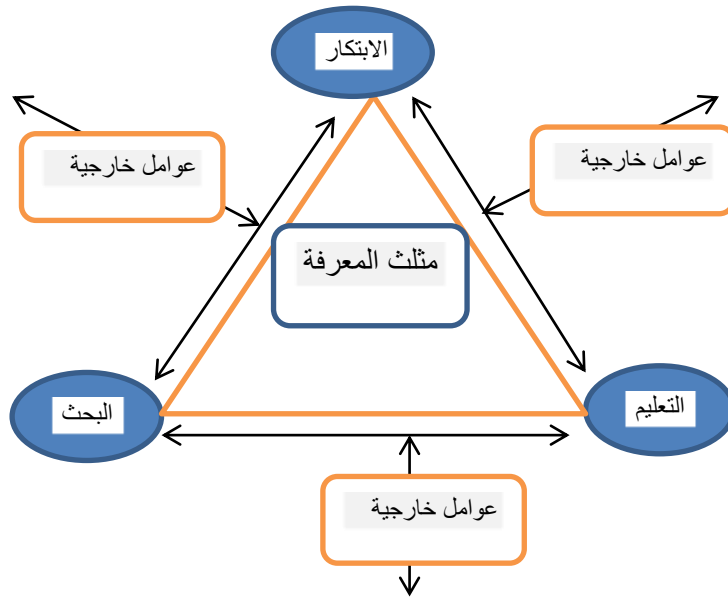 الابتكار
عوامل خارجية
عوامل خارجية
مثلث المعرفة
التعليم
البحث
عوامل خارجية